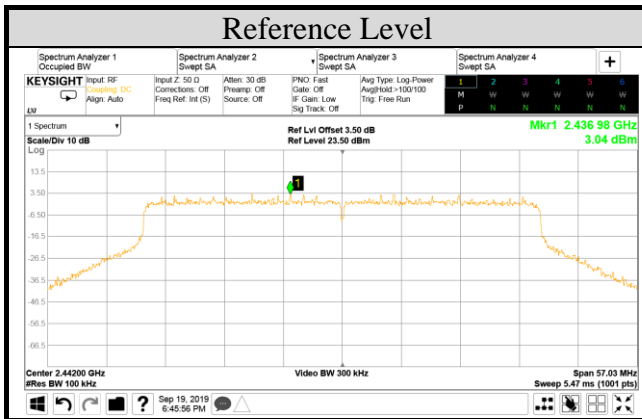 Reference Level
Spectrum Analyzer 1
Occupied BW
Spectrum Analyzer 2
Swept SA
Spectrum Analyzer 3
Swept SA
Spectrum Analyzer 4
Swept SA
+
KEYSIGHT
LXI
Input: RF
Coupling: DC
Align: Auto
Input Z: 50 Ω
Corrections: Off
Freq Ref: Int (S)
Atten: 30 dB
Preamp: Off
Source: Off
PNO: Fast
Gate: Off
IF Gain: Low
Sig Track: Off
Avg Type: Log-Power
Avg|Hold:>100/100
Trig: Free Run
1 2 3 4 5 6
M W W W W W
P N N N N N
1 Spectrum
Scale/Div 10 dB
Ref Lvl Offset 3.50 dB
Ref Level 23.50 dBm
Mkr1 2.436 98 GHz
3.04 dBm
Log
13.5
3.50
-6.50
-16.5
-26.5
-36.5
-46.5
-56.5
-66.5
1
Center 2.44200 GHz
#Res BW 100 kHz
Video BW 300 kHz
Span 57.03 MHz
Sweep 5.47 ms (1001 pts)
?
Sep 19, 2019
6:45:56 PM